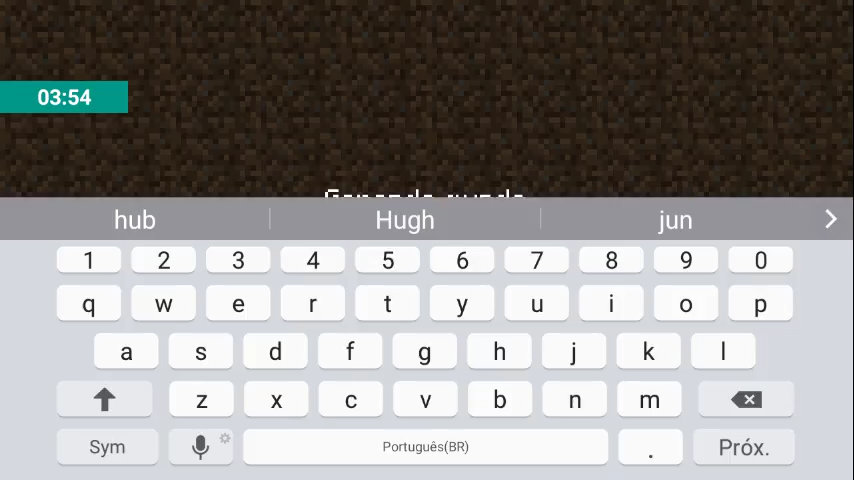 03:54
hub Hugh jun
1 2 3 4 5 6 7 8 9 0
q w e r t y u i o p
a s d f g h j k l
z x c v b n m
Sym Português(BR) . Próx.